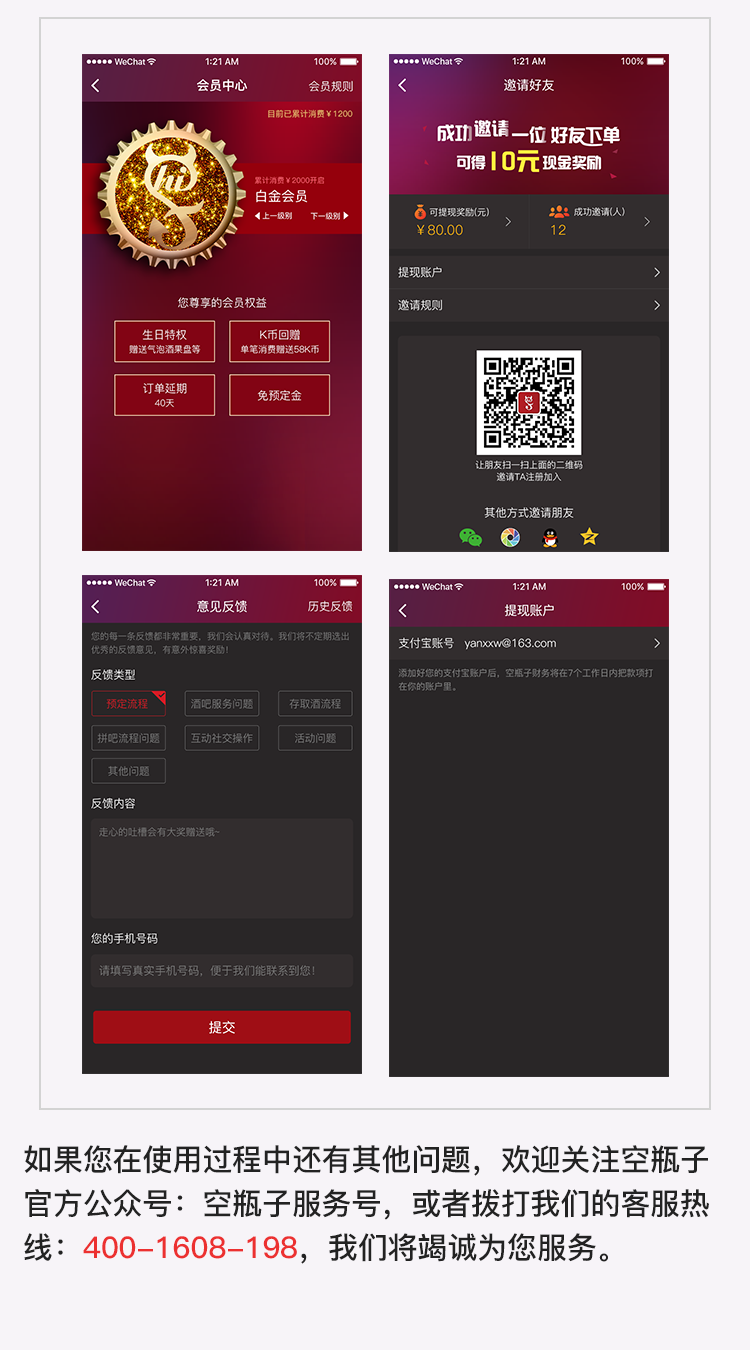 WeChat 1:21 AM 100%
会员中心 会员规则
目前已累计消费￥1200
累计消费￥2000开启
白金会员
上一级别 下一级别
您尊享的会员权益
生日特权
赠送气泡酒果盘等
K币回赠
单笔消费赠送58K币
订单延期
40天
免预定金
WeChat 1:21 AM 100%
邀请好友
成功邀请一位好友下单
可得10元现金奖励
可提现奖励(元)
￥80.00
成功邀请(人)
12
提现账户
邀请规则
让朋友扫一扫上面的二维码
邀请TA注册加入
其他方式邀请朋友
WeChat 1:21 AM 100%
意见反馈 历史反馈
您的每一条反馈都非常重要，我们会认真对待。我们将不定期选出
优秀的反馈意见，有意外惊喜奖励！
反馈类型
预定流程 酒吧服务问题 存取酒流程
拼吧流程问题 互动社交操作 活动问题
其他问题
反馈内容
走心的吐槽会有大奖赠送哦~
您的手机号码
请填写真实手机号码，便于我们能联系到您！
提交
WeChat 1:21 AM 100%
提现账户
支付宝账号 yanxxw@163.com
添加好您的支付宝账户后，空瓶子财务将在7个工作日内把款项打
在你的账户里。
如果您在使用过程中还有其他问题，欢迎关注空瓶子
官方公众号：空瓶子服务号，或者拨打我们的客服热
线：400-1608-198，我们将竭诚为您服务。